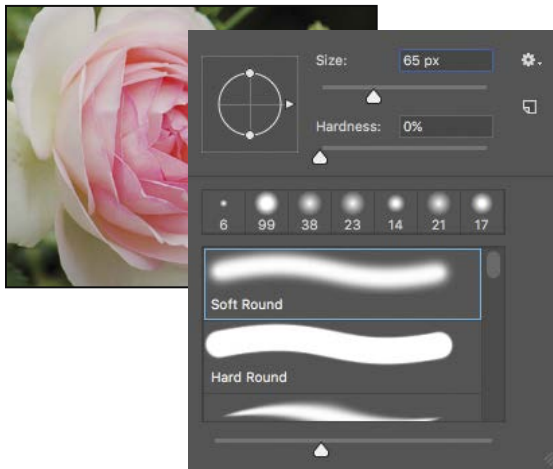 Size: 65 px
Hardness: 0%
6 99 38 23 14 21 17
Soft Round
Hard Round